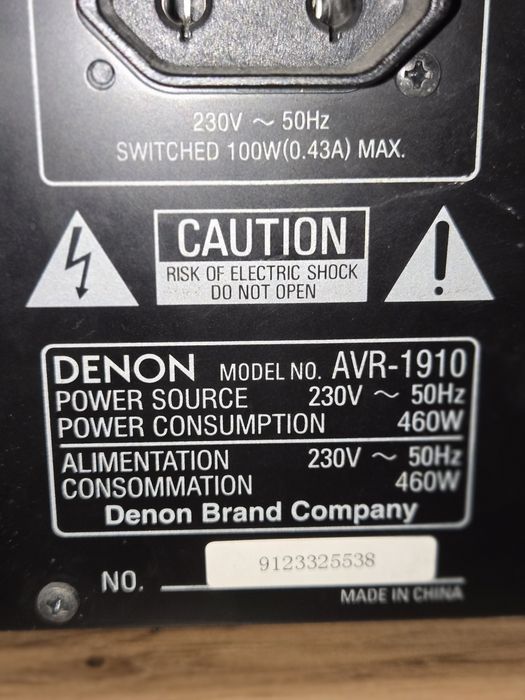 230V ~ 50Hz
SWITCHED 100W(0.43A) MAX.
CAUTION
RISK OF ELECTRIC SHOCK
DO NOT OPEN
DENON MODEL NO. AVR-1910
POWER SOURCE 230V ~ 50Hz
POWER CONSUMPTION 460W
ALIMENTATION 230V ~ 50Hz
CONSOMMATION 460W
Denon Brand Company
NO. 9123325538
MADE IN CHINA